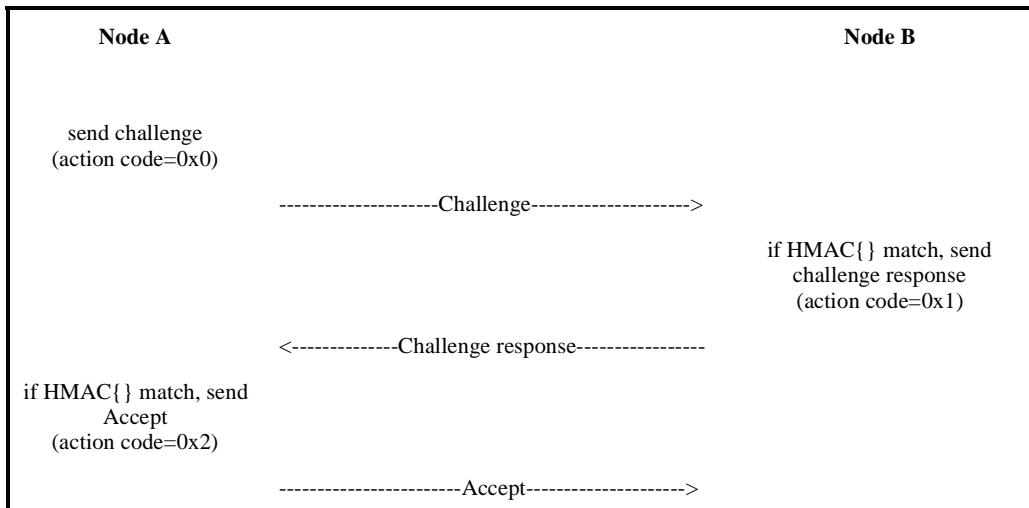 Node A Node B
send challenge
(action code=0x0)
---------------------Challenge--------------------->
if HMAC{} match, send
challenge response
(action code=0x1)
<--------------Challenge response-----------------
if HMAC{} match, send
Accept
(action code=0x2)
------------------------Accept--------------------->